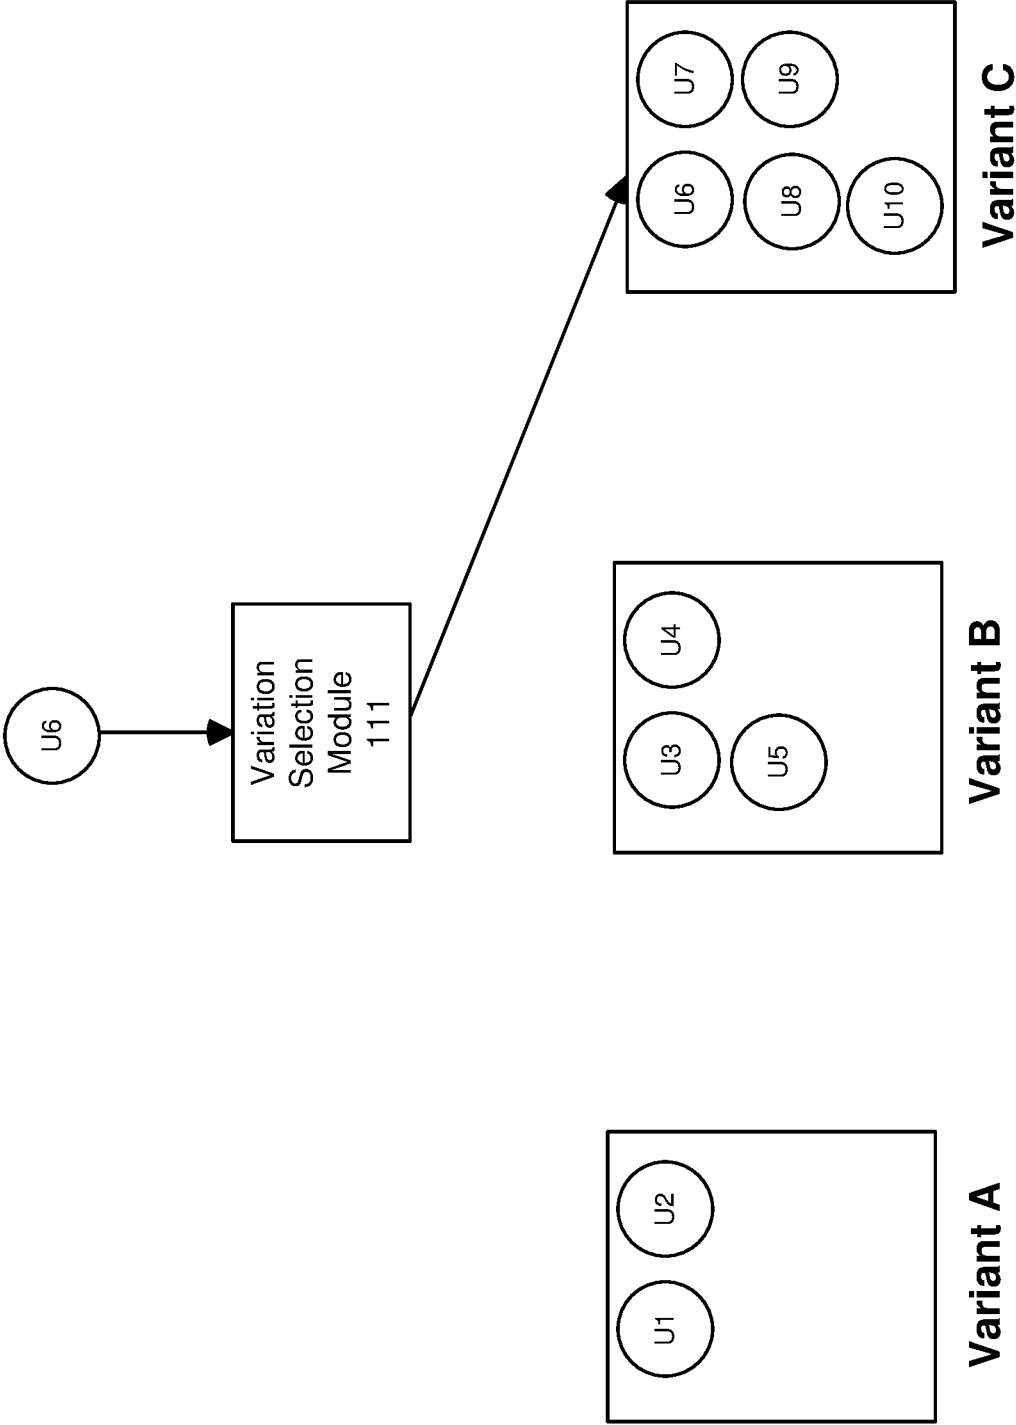 U6
Variation
Selection
Module
111
U1
U2
U3
U4
U5
U6
U7
U8
U9
U10
Variant A
Variant B
Variant C